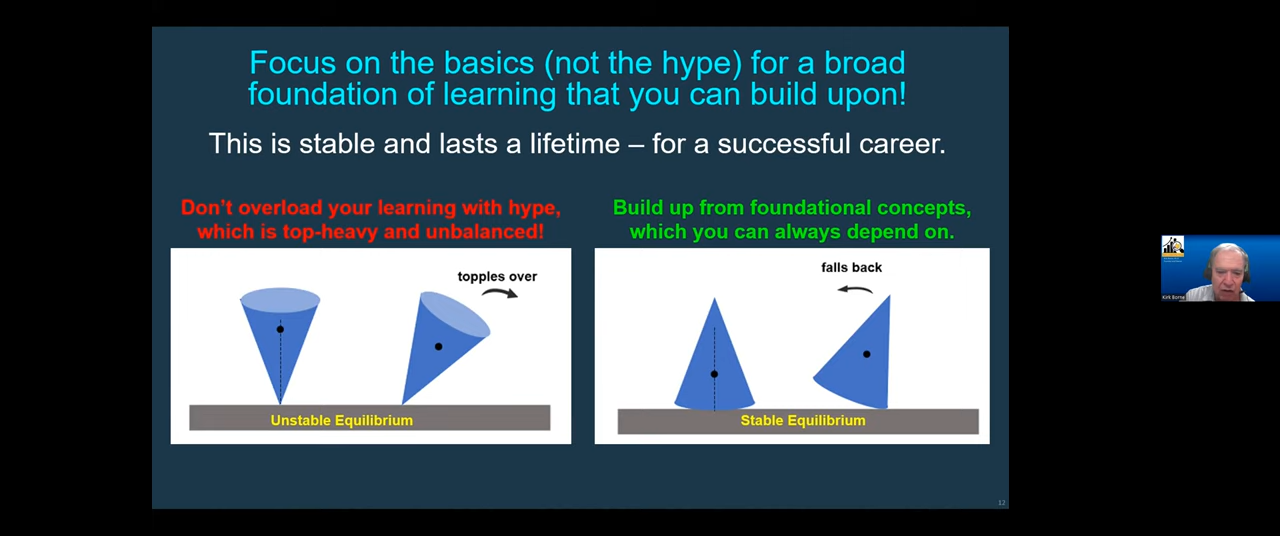 Focus on the basics (not the hype) for a broad
foundation of learning that you can build upon!
This is stable and lasts a lifetime – for a successful career.
Don’t overload your learning with hype,
which is top-heavy and unbalanced!
topples over
Unstable Equilibrium
Build up from foundational concepts,
which you can always depend on.
falls back
Stable Equilibrium
12
Kirk Borne